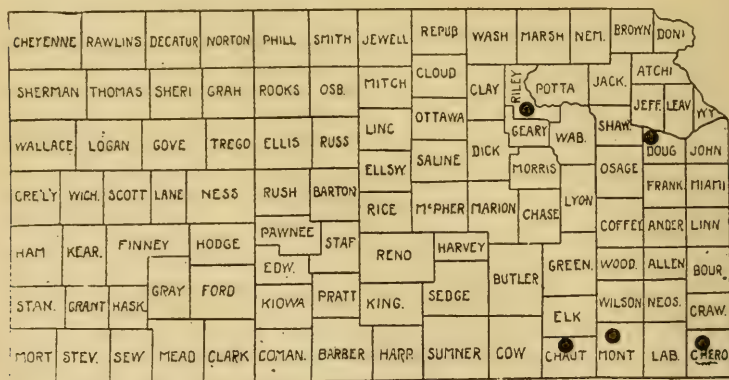 CHEYENNE RAWLINS DECATUR NORTON PHILL SMITH JEWELL REPUB WASH MARSH NEM. BROWN DONI
SHERMAN THOMAS SHERI GRAH ROOKS OSB. MITCH CLOUD CLAY RILEY POTTA JACK. ATCHI
JEFF. LEAV WY.
WALLACE LOGAN GOVE TREGO ELLIS RUSS LINC OTTAWA DICK GEARY WAB. SHAW. DOUG JOHN
ELLSW. SALINE MORRIS OSAGE FRANK. MIAMI
GRE'LY WICH. SCOTT LANE NESS RUSH BARTON RICE McPHER MARION CHASE LYON COFFEY ANDER LINN
HAM KEAR. FINNEY HODGE PAWNEE STAF RENO HARVEY
EDW. BUTLER GREEN. WOOD. ALLEN BOUR.
STAN. GRANT HASK. GRAY FORD KIOWA PRATT KING. SEDGE ELK WILSON NEOS. CRAW.
MORT STEV. SEW MEAD CLARK COMAN. BARBER HARP. SUMNER COW CHAUT MONT LAB. CHERO